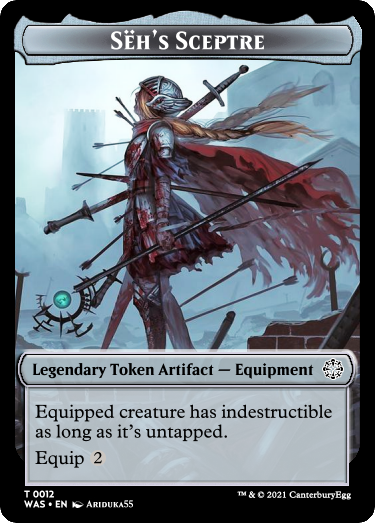 Sëh's Sceptre
Legendary Token Artifact — Equipment
Equipped creature has indestructible
as long as it's untapped.
Equip 2
T 0012
WAS • EN Ariduka55
™ & © 2021 CanterburyEgg